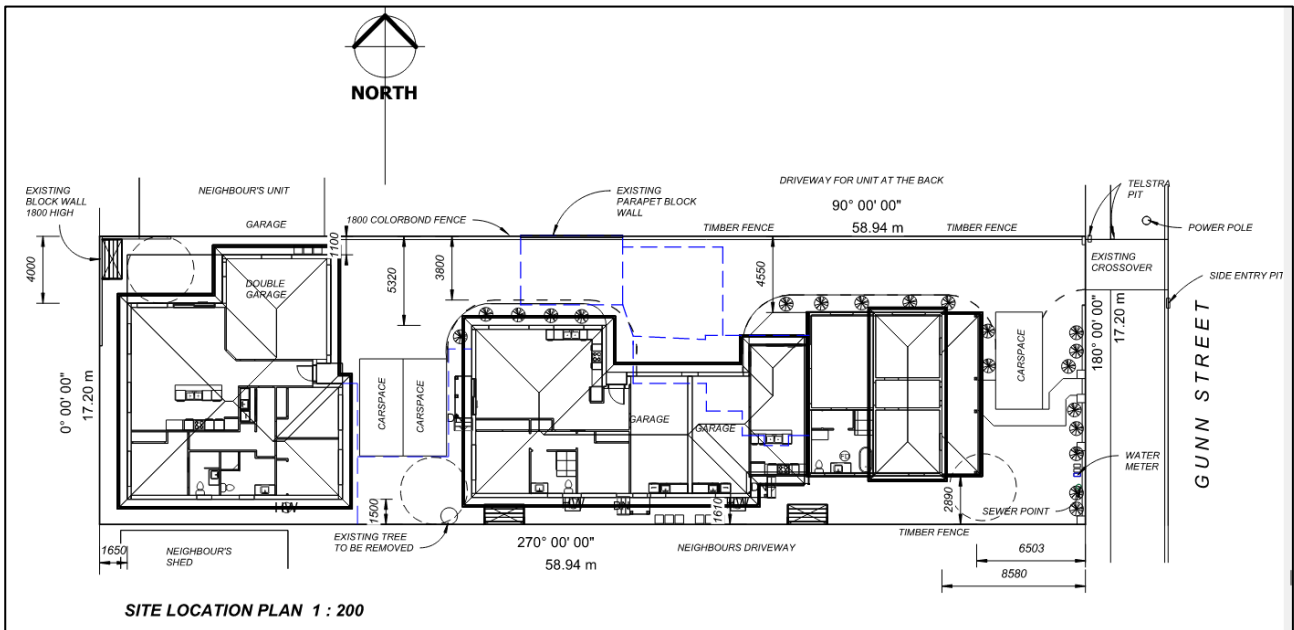 NORTH
EXISTING
BLOCK WALL
1800 HIGH
NEIGHBOUR'S UNIT
GARAGE
1800 COLORBOND FENCE
EXISTING
PARAPET BLOCK
WALL
DRIVEWAY FOR UNIT AT THE BACK
90° 00' 00"
58.94 m
TIMBER FENCE
TIMBER FENCE
TELSTRA
PIT
POWER POLE
EXISTING
CROSSOVER
SIDE ENTRY PIT
4000
1100
5320
3800
4550
DOUBLE
GARAGE
0° 00' 00"
17.20 m
CARSPACE
CARSPACE
GARAGE
GARAGE
CARSPACE
180° 00' 00"
17.20 m
GUNN STREET
WATER
METER
SEWER POINT
1500
1610
2890
EXISTING TREE
TO BE REMOVED
270° 00' 00"
58.94 m
NEIGHBOURS DRIVEWAY
TIMBER FENCE
1650
NEIGHBOUR'S
SHED
6503
8580
SITE LOCATION PLAN 1 : 200